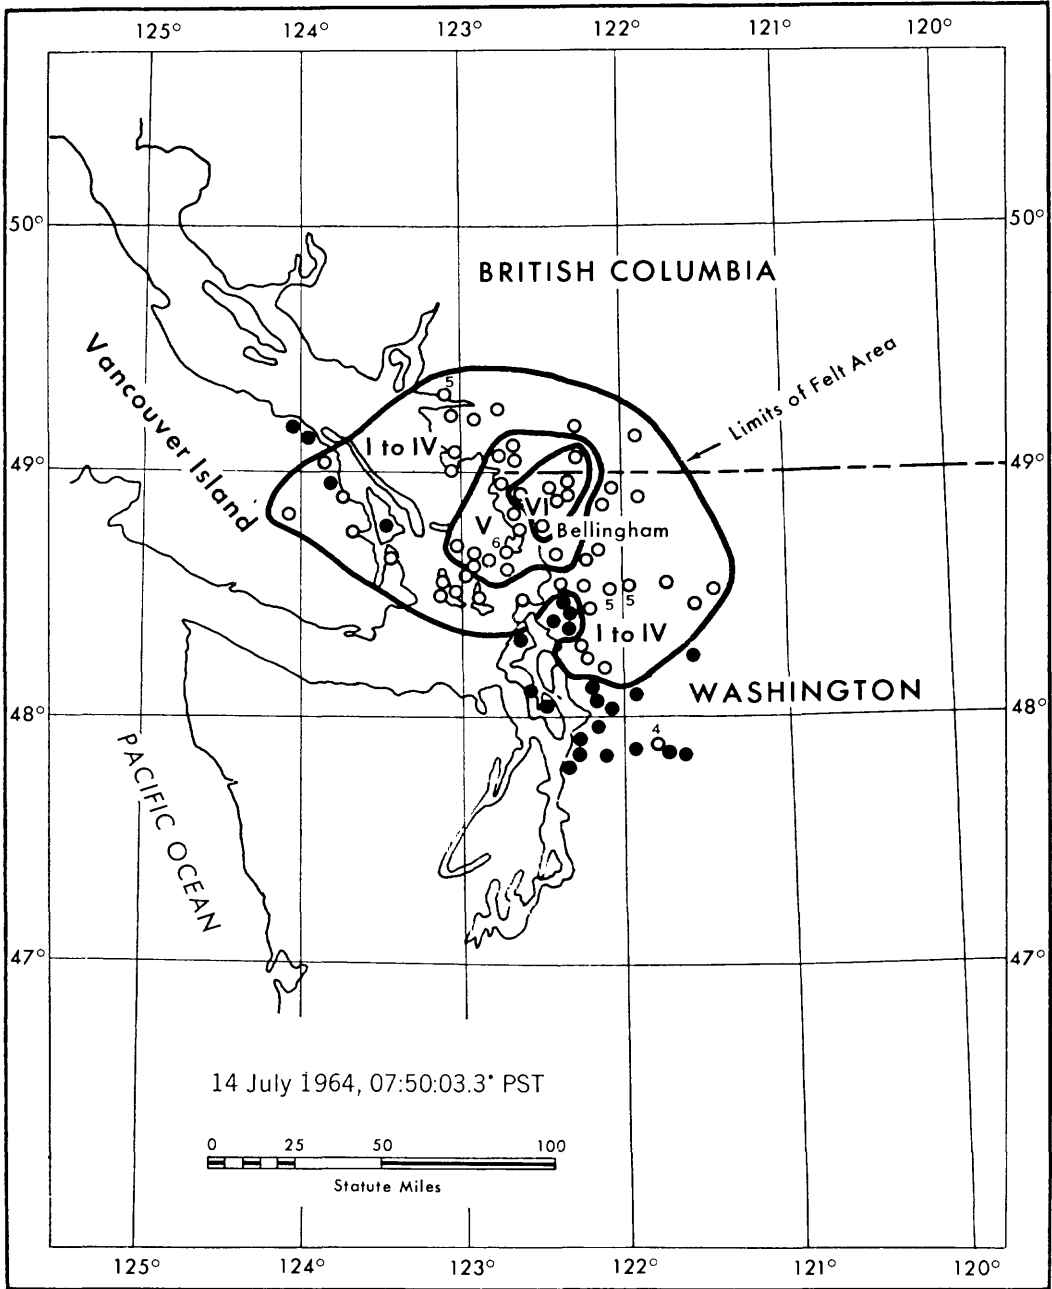 125° 124° 123° 122° 121° 120°
50° 50°
BRITISH COLUMBIA
Vancouver Island
Limits of Felt Area
5
I to IV
49° 49°
VI
V
Bellingham
6
5 5
I to IV
WASHINGTON
48° 48°
4
PACIFIC OCEAN
47° 47°
14 July 1964, 07:50:03.3* PST
0 25 50 100
Statute Miles
125° 124° 123° 122° 121° 120°